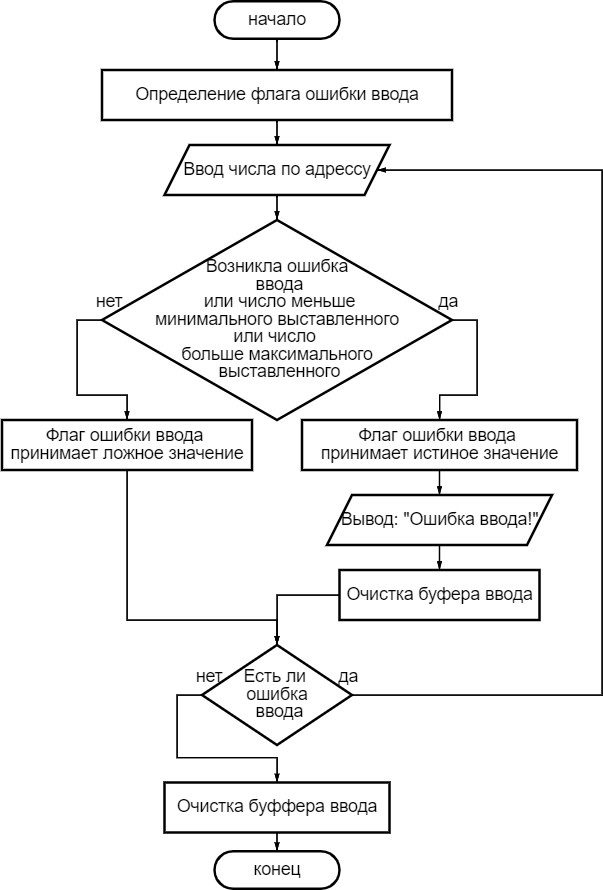 начало
Определение флага ошибки ввода
Ввод числа по адрессу
Возникла ошибка
ввода
или число меньше
минимального выставленного
или число
больше максимального
выставленного
нет
да
Флаг ошибки ввода
принимает ложное значение
Флаг ошибки ввода
принимает истиное значение
Вывод: "Ошибка ввода!"
Очистка буфера ввода
нет
Есть ли
ошибка
ввода
да
Очистка буффера ввода
конец